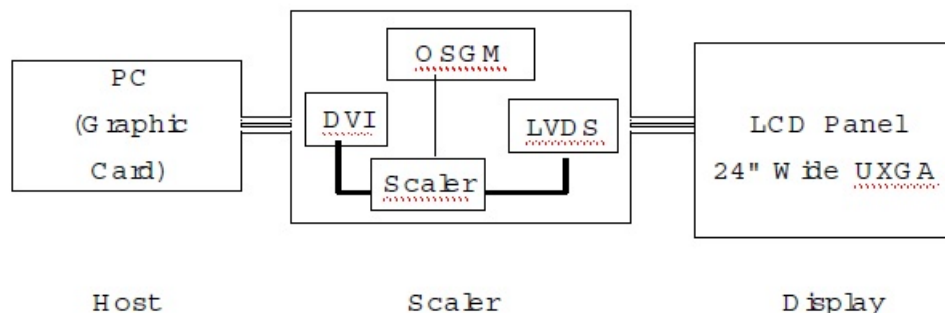 PC
(Graphic
Card)
OSGM
DVI
LVDS
Scaler
LCD Panel
24" Wide UXGA
Host
Scaler
Display